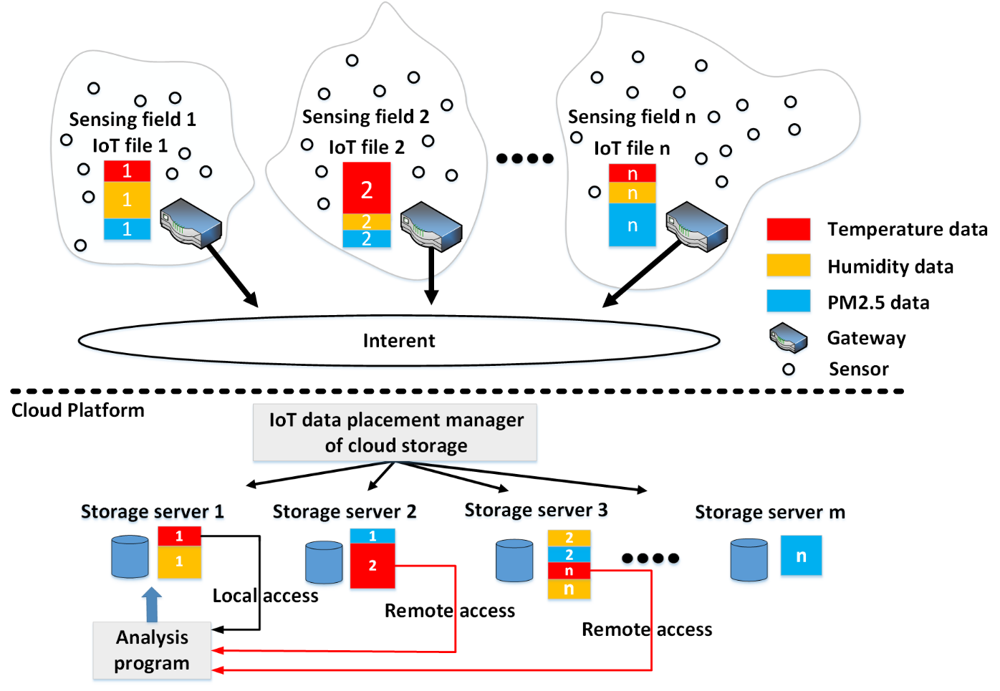 Sensing field 1
IoT file 1
1
1
1
Sensing field 2
IoT file 2
2
2
2
Sensing field n
IoT file n
n
n
n
Temperature data
Humidity data
PM2.5 data
Gateway
Sensor
Interent
Cloud Platform
IoT data placement manager
of cloud storage
Storage server 1
1
1
Storage server 2
1
2
Storage server 3
2
2
n
n
Storage server m
n
Local access
Remote access
Remote access
Analysis
program